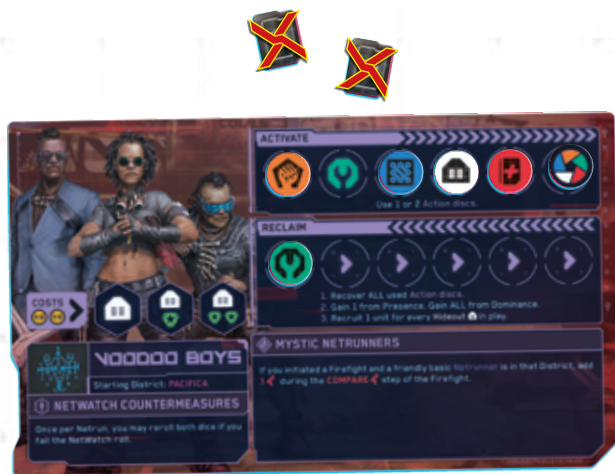 ACTIVATE
Use 1 or 2 Action discs.
RECLAIM
1. Recover ALL used Action discs.
2. Gain 1 from Presence. Gain ALL from Dominance.
3. Recruit 1 unit for every Hideout in play.
COSTS
VOODOO BOYS
Starting District: PACIFICA
NETWATCH COUNTERMEASURES
Once per Netrun, you may reroll both dice if you
fail the NetWatch roll.
MYSTIC NETRUNNERS
If you initiated a Firefight and a friendly basic Netrunner is in that District, add
1 during the COMPARE step of the Firefight.